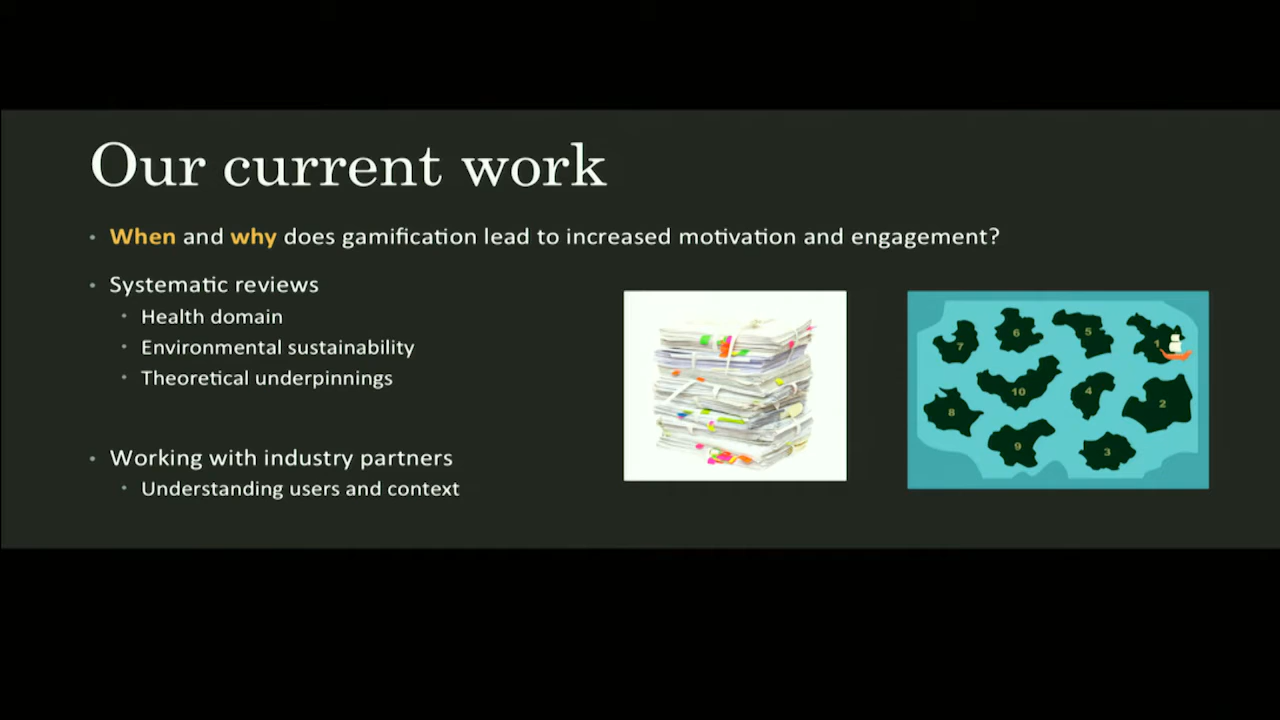 Our current work
• When and why does gamification lead to increased motivation and engagement?
• Systematic reviews
• Health domain
• Environmental sustainability
• Theoretical underpinnings
• Working with industry partners
• Understanding users and context
7
6
5
1
10
4
8
2
9
3